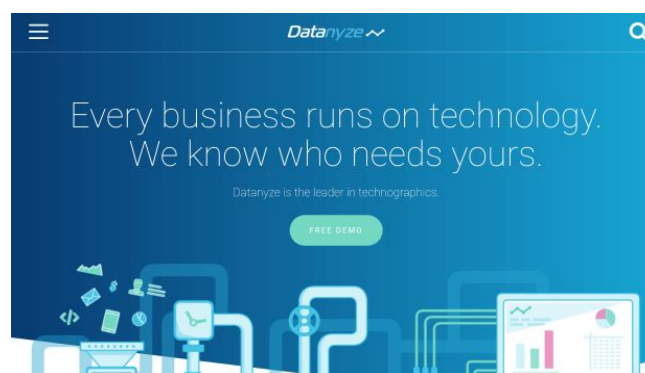 Datanyze
Every business runs on technology.
We know who needs yours.
Datanyze is the leader in technographics.
FREE DEMO